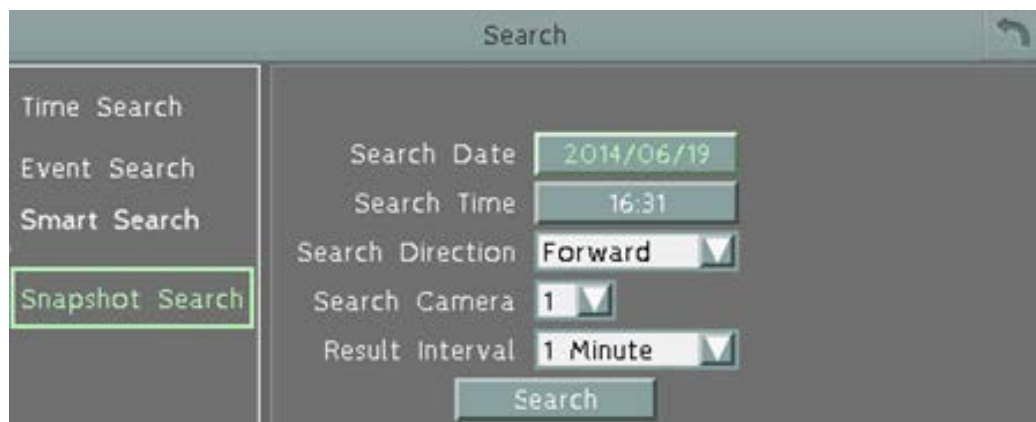 Search
Time Search
Event Search
Smart Search
Snapshot Search
Search Date 2014/06/19
Search Time 16:31
Search Direction Forward
Search Camera 1
Result Interval 1 Minute
Search